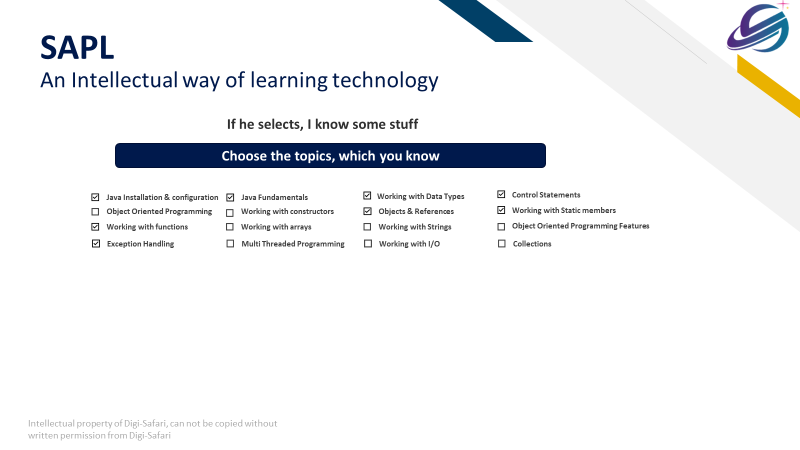 SAPL
An Intellectual way of learning technology
If he selects, I know some stuff
Choose the topics, which you know
Java Installation & configuration Java Fundamentals Working with Data Types Control Statements
Object Oriented Programming Working with constructors Objects & References Working with Static members
Working with functions Working with arrays Working with Strings Object Oriented Programming Features
Exception Handling Multi Threaded Programming Working with I/O Collections
Intellectual property of Digi-Safari, can not be copied without
written permission from Digi-Safari